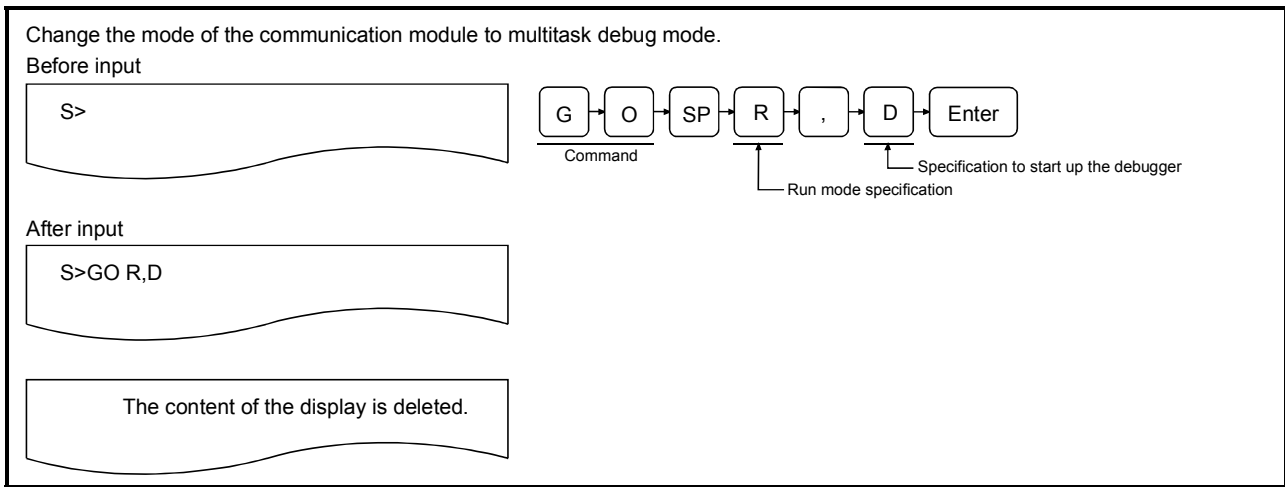 Change the mode of the communication module to multitask debug mode.
Before input
S>
G O SP R , D Enter
Command
Specification to start up the debugger
Run mode specification
After input
S>GO R,D
The content of the display is deleted.